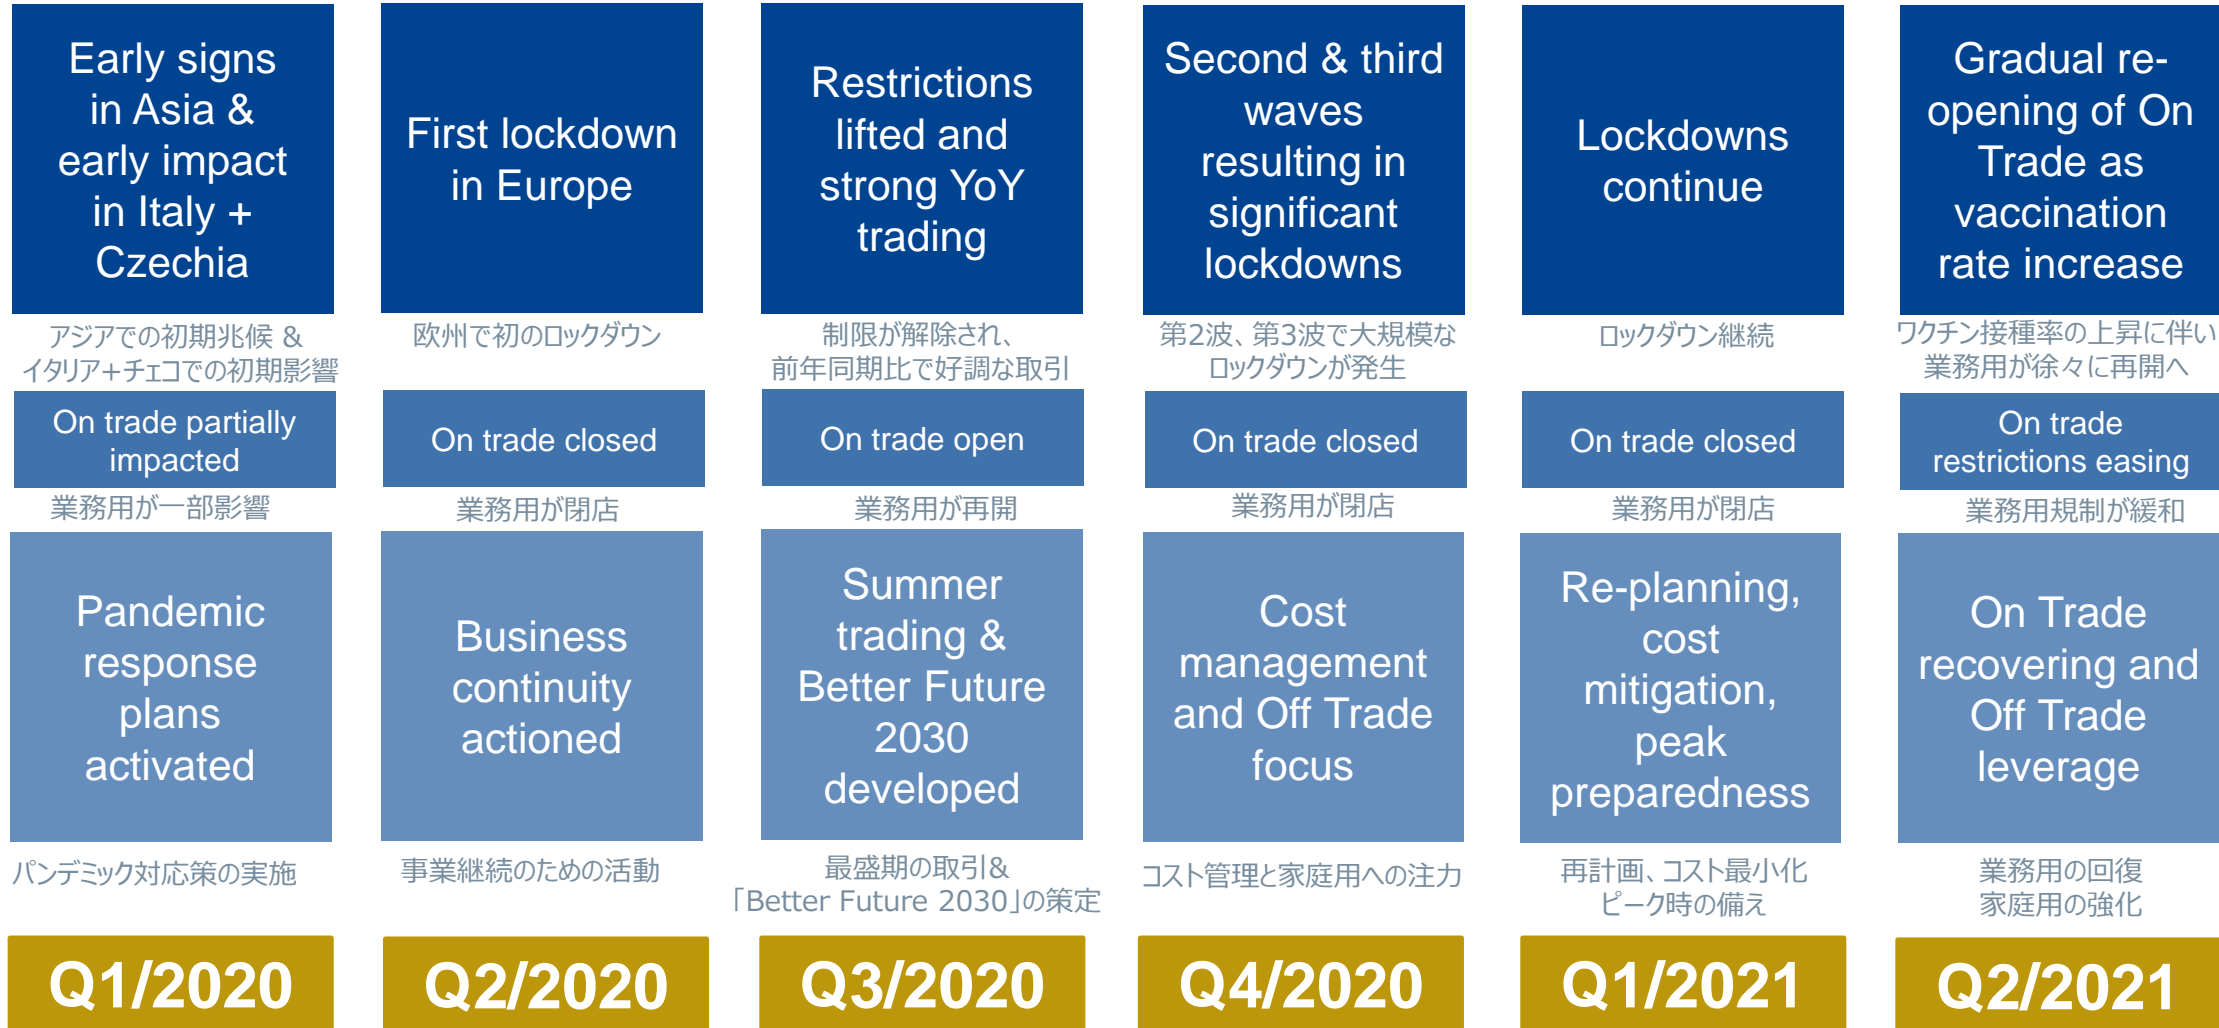 Early signs
in Asia &
early impact
in Italy +
Czechia
アジアでの初期兆候 &
イタリア+チェコでの初期影響
On trade partially
impacted
業務用が一部影響
Pandemic
response
plans
activated
パンデミック対応策の実施
Q1/2020
First lockdown
in Europe
欧州で初のロックダウン
On trade closed
業務用が閉店
Business
continuity
actioned
事業継続のための活動
Q2/2020
Restrictions
lifted and
strong YoY
trading
制限が解除され、
前年同期比で好調な取引
On trade open
業務用が再開
Summer
trading &
Better Future
2030
developed
最盛期の取引&
「Better Future 2030」の策定
Q3/2020
Second & third
waves
resulting in
significant
lockdowns
第2波、第3波で大規模な
ロックダウンが発生
On trade closed
業務用が閉店
Cost
management
and Off Trade
focus
コスト管理と家庭用への注力
Q4/2020
Lockdowns
continue
ロックダウン継続
On trade closed
業務用が閉店
Re-planning,
cost
mitigation,
peak
preparedness
再計画、コスト最小化
ピーク時の備え
Q1/2021
Gradual re-
opening of On
Trade as
vaccination
rate increase
ワクチン接種率の上昇に伴い
業務用が徐々に再開へ
On trade
restrictions easing
業務用規制が緩和
On Trade
recovering and
Off Trade
leverage
業務用の回復
家庭用の強化
Q2/2021